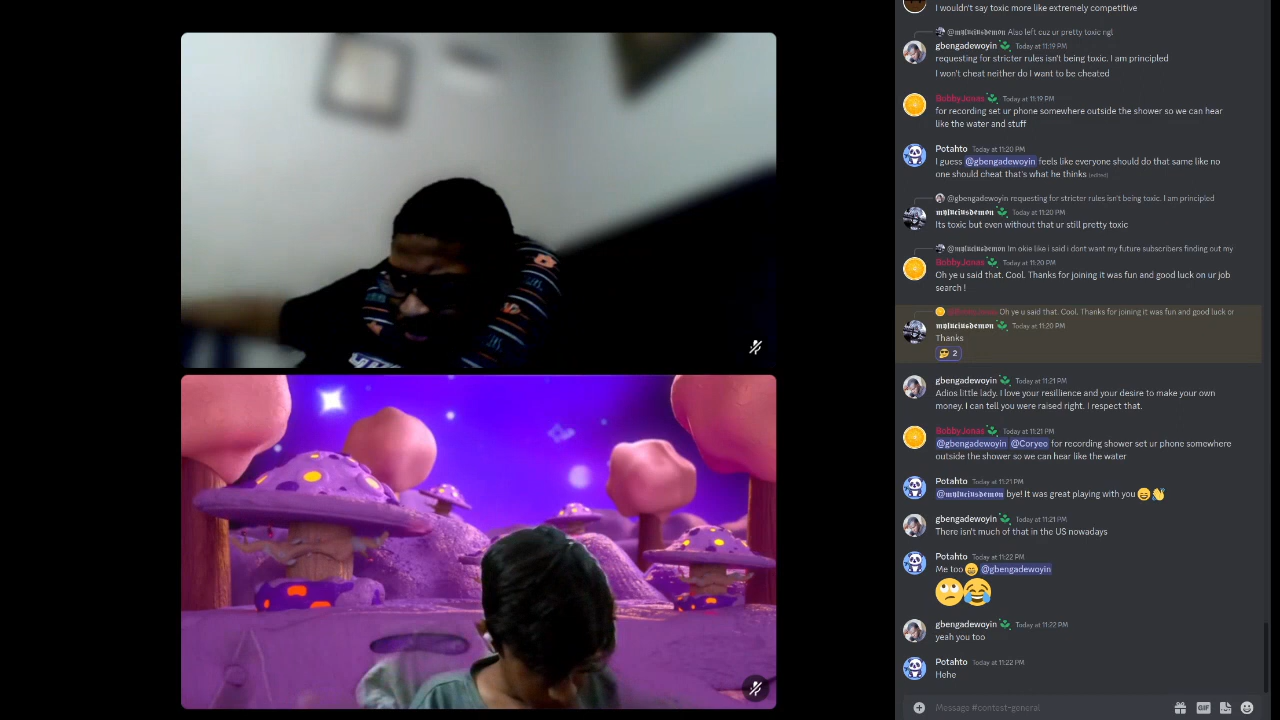 I wouldn't say toxic more like extremely competitive
Also left cuz ur pretty toxic ngl
gbengadewoyin Today at 11:19 PM
requesting for stricter rules isn't being toxic. I am principled
I won't cheat neither do I want to be cheated
BobbyJonas Today at 11:19 PM
for recording set ur phone somewhere outside the shower so we can hear
like the water and stuff
Potahto Today at 11:20 PM
I guess @gbengadewoyin feels like everyone should do that same like no
one should cheat that's what he thinks (edited)
@gbengadewoyin requesting for stricter rules isn't being toxic. I am principled
Today at 11:20 PM
Its toxic but even without that ur still pretty toxic
Im okie like i said i dont want my future subscribers finding out my
BobbyJonas Today at 11:20 PM
Oh ye u said that. Cool. Thanks for joining it was fun and good luck on ur job
search !
Oh ye u said that. Cool. Thanks for joining it was fun and good luck or
Today at 11:20 PM
Thanks
2
gbengadewoyin Today at 11:21 PM
Adios little lady. I love your resillience and your desire to make your own
money. I can tell you were raised right. I respect that.
BobbyJonas Today at 11:21 PM
@gbengadewoyin @Coryeo for recording shower set ur phone somewhere
outside the shower so we can hear like the water
Potahto Today at 11:21 PM
bye! It was great playing with you 😄👋
gbengadewoyin Today at 11:21 PM
There isn't much of that in the US nowadays
Potahto Today at 11:22 PM
Me too 😁 @gbengadewoyin
🙄😂
gbengadewoyin Today at 11:22 PM
yeah you too
Potahto Today at 11:22 PM
Hehe
Message #contest-general
GIF